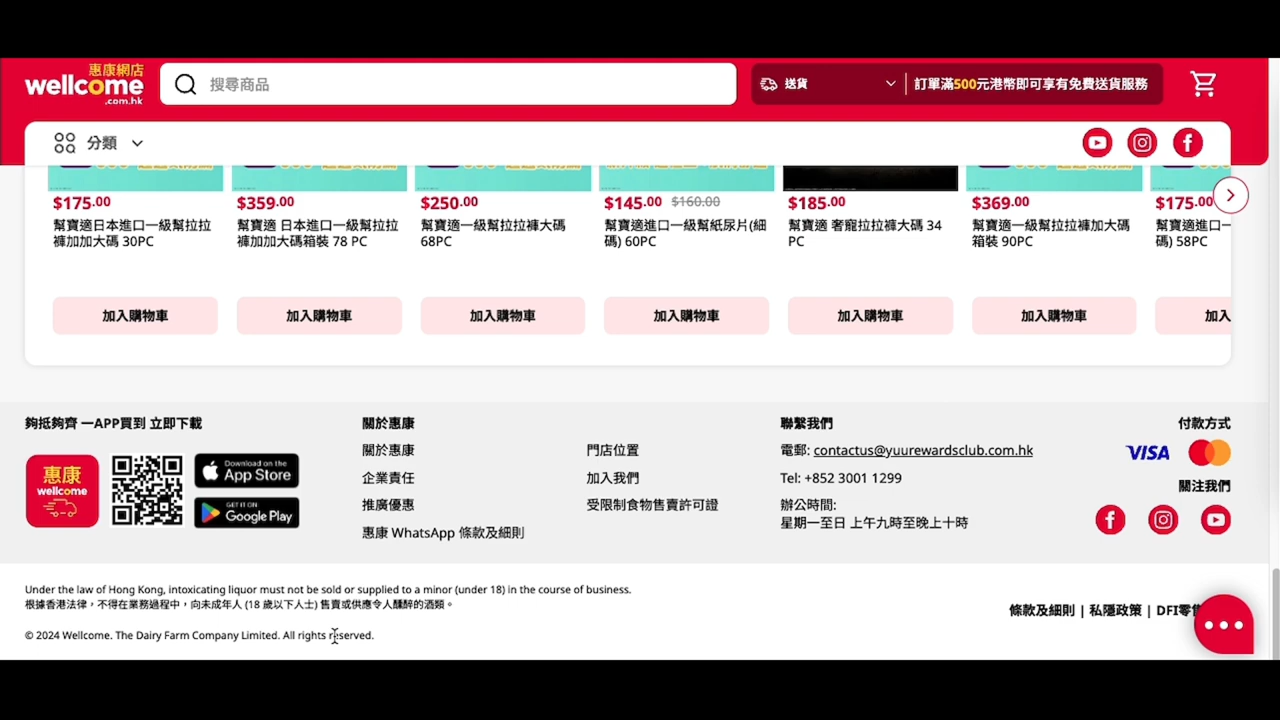 惠康網店
wellcome
.com.hk
搜尋商品
送貨
訂單滿500元港幣即可享有免費送貨服務
分類
$175.00
幫寶適日本進口一級幫拉拉
褲加加大碼 30PC
加入購物車
$359.00
幫寶適 日本進口一級幫拉拉
褲加加大碼箱裝 78 PC
加入購物車
$250.00
幫寶適一級幫拉拉褲大碼
68PC
加入購物車
$145.00 $160.00
幫寶適進口一級幫紙尿片(細
碼) 60PC
加入購物車
$185.00
幫寶適 奢寵拉拉褲大碼 34
PC
加入購物車
$369.00
幫寶適一級幫拉拉褲加大碼
箱裝 90PC
加入購物車
$175.00
幫寶適進口一
碼) 58PC
加入
夠抵夠齊 一APP買到 立即下載
惠康
wellcome
Download on the
App Store
GET IT ON
Google Play
關於惠康
關於惠康
企業責任
推廣優惠
惠康 WhatsApp 條款及細則
門店位置
加入我們
受限制食物售賣許可證
聯繫我們
電郵: contactus@yuurewardsclub.com.hk
Tel: +852 3001 1299
辦公時間:
星期一至日 上午九時至晚上十時
付款方式
VISA
關注我們
Under the law of Hong Kong, intoxicating liquor must not be sold or supplied to a minor (under 18) in the course of business.
根據香港法律，不得在業務過程中，向未成年人 (18 歲以下人士) 售賣或供應令人醺醉的酒類。
© 2024 Wellcome. The Dairy Farm Company Limited. All rights reserved.
條款及細則 | 私隱政策 | DFI零售